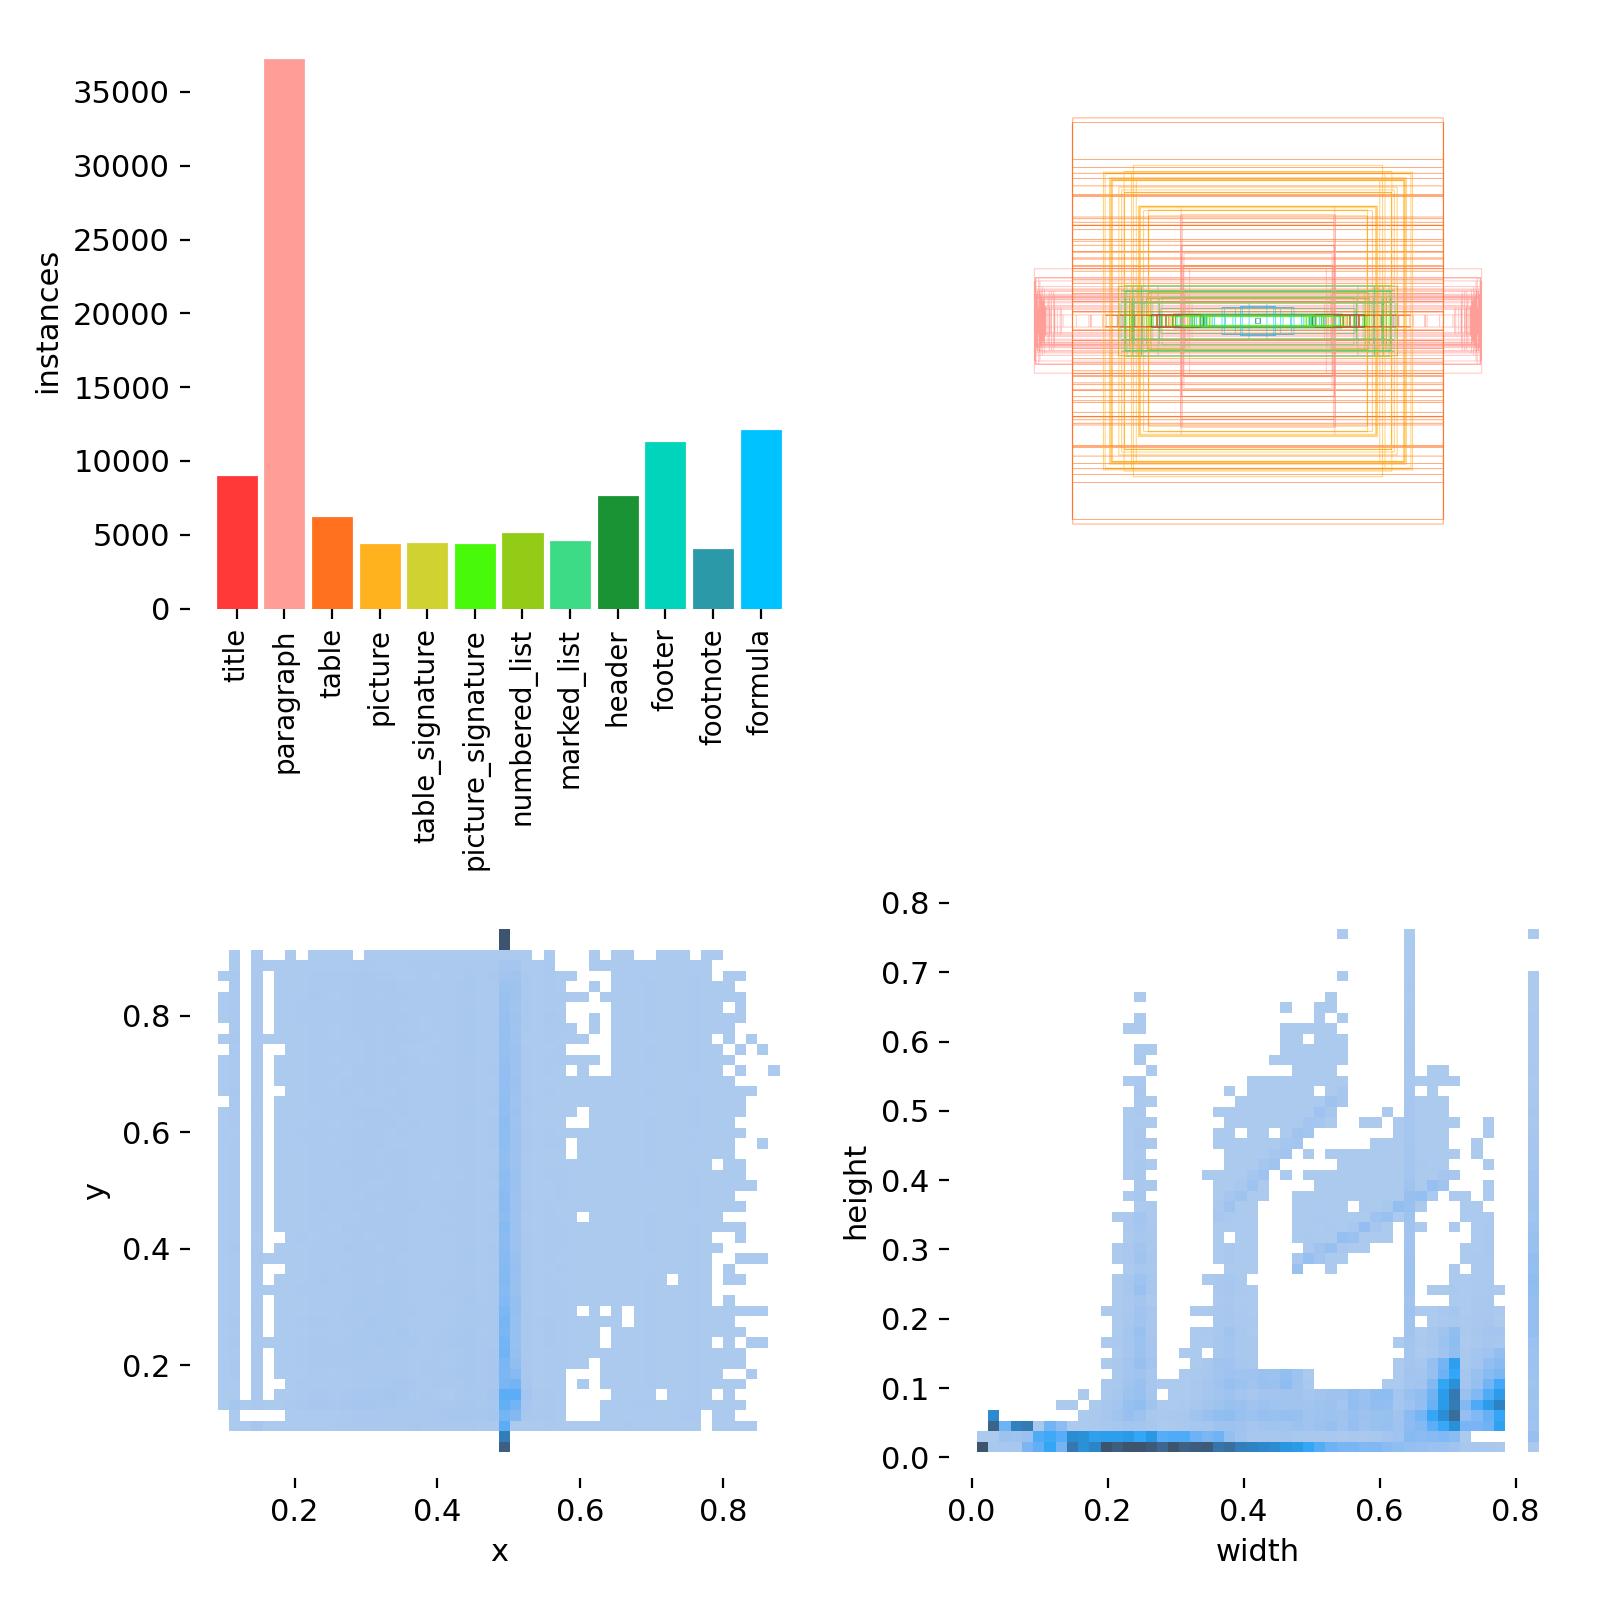 35000
30000
25000
20000
15000
10000
5000
0
instances
title
paragraph
table
picture
table_signature
picture_signature
numbered_list
marked_list
header
footer
footnote
formula
0.8
0.6
0.4
0.2
y
0.2 0.4 0.6 0.8
x
0.8
0.7
0.6
0.5
0.4
0.3
0.2
0.1
0.0
height
0.0 0.2 0.4 0.6 0.8
width